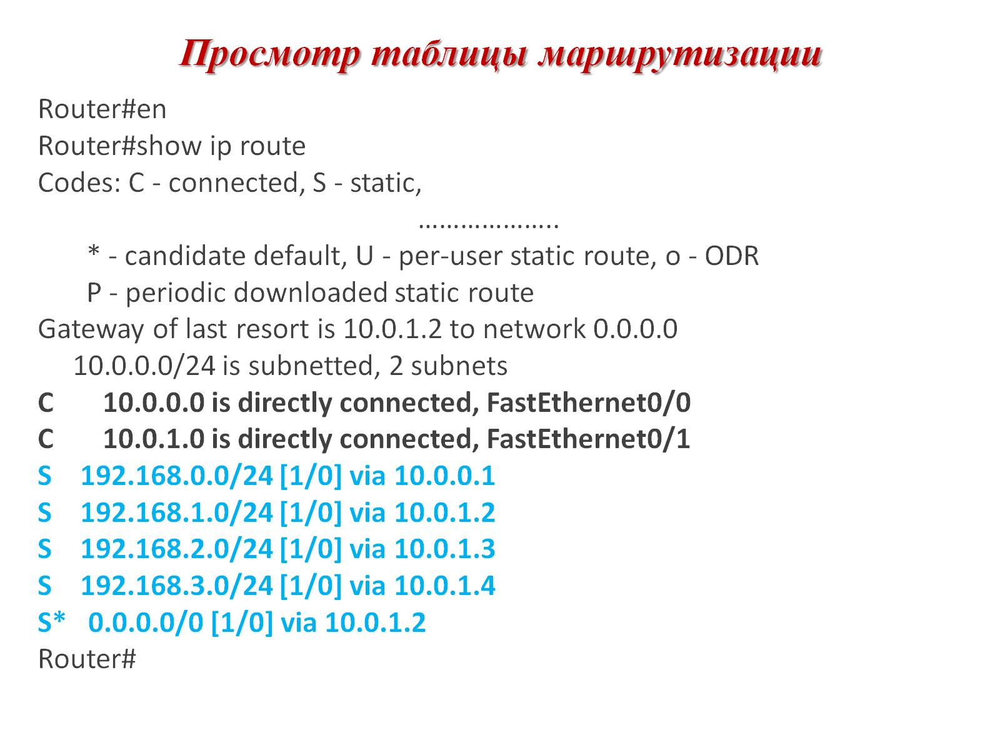 Просмотр таблицы маршрутизации
Router#en
Router#show ip route
Codes: C - connected, S - static,
………………..
* - candidate default, U - per-user static route, o - ODR
P - periodic downloaded static route
Gateway of last resort is 10.0.1.2 to network 0.0.0.0
10.0.0.0/24 is subnetted, 2 subnets
C 10.0.0.0 is directly connected, FastEthernet0/0
C 10.0.1.0 is directly connected, FastEthernet0/1
S 192.168.0.0/24 [1/0] via 10.0.0.1
S 192.168.1.0/24 [1/0] via 10.0.1.2
S 192.168.2.0/24 [1/0] via 10.0.1.3
S 192.168.3.0/24 [1/0] via 10.0.1.4
S* 0.0.0.0/0 [1/0] via 10.0.1.2
Router#